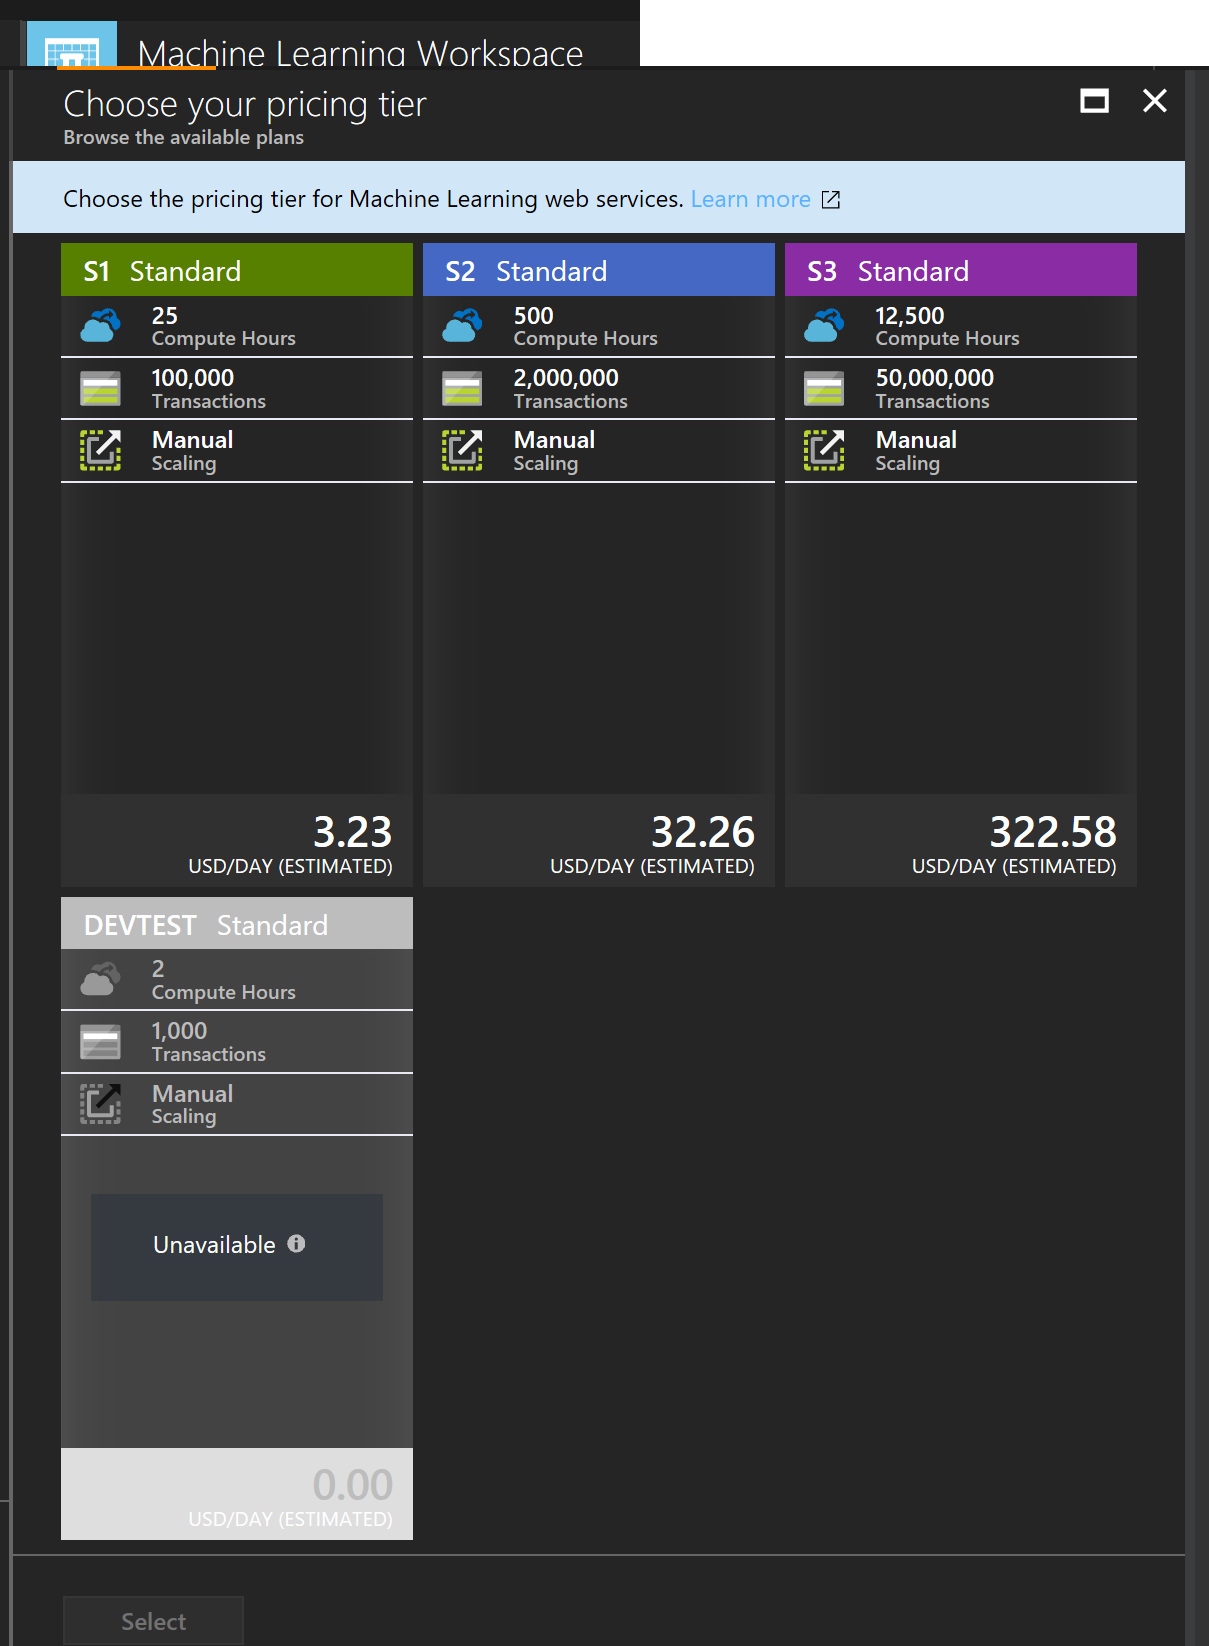 Machine Learning Workspace
Choose your pricing tier
Browse the available plans
Choose the pricing tier for Machine Learning web services. Learn more
S1 Standard
25
Compute Hours
100,000
Transactions
Manual
Scaling
3.23
USD/DAY (ESTIMATED)
S2 Standard
500
Compute Hours
2,000,000
Transactions
Manual
Scaling
32.26
USD/DAY (ESTIMATED)
S3 Standard
12,500
Compute Hours
50,000,000
Transactions
Manual
Scaling
322.58
USD/DAY (ESTIMATED)
DEVTEST Standard
2
Compute Hours
1,000
Transactions
Manual
Scaling
Unavailable
0.00
USD/DAY (ESTIMATED)
Select